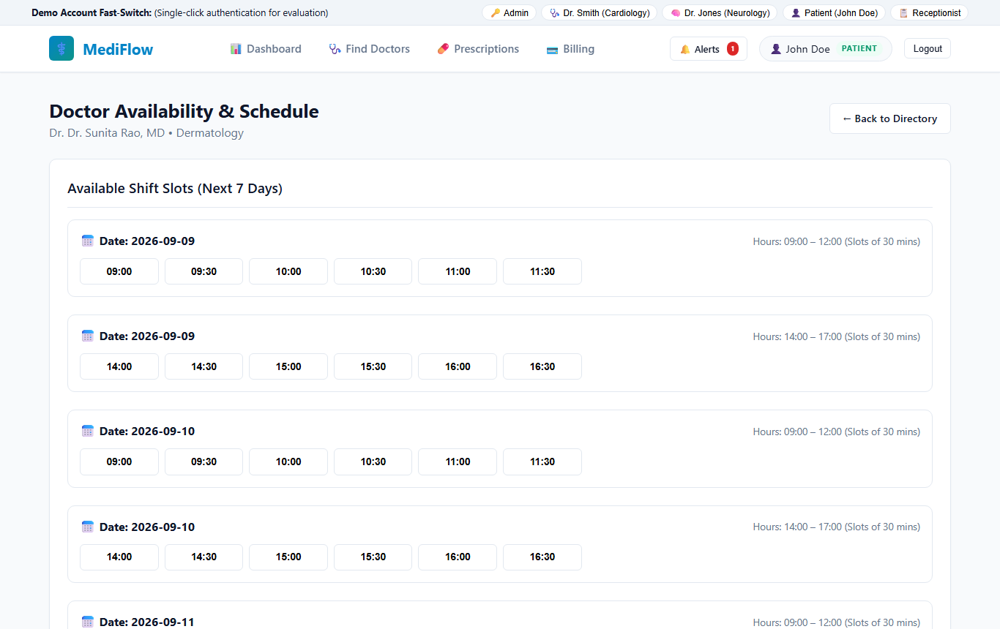 Demo Account Fast-Switch: (Single-click authentication for evaluation)
Admin
Dr. Smith (Cardiology)
Dr. Jones (Neurology)
Patient (John Doe)
Receptionist
MediFlow
Dashboard
Find Doctors
Prescriptions
Billing
Alerts 1
John Doe PATIENT
Logout
Doctor Availability & Schedule
Dr. Dr. Sunita Rao, MD • Dermatology
← Back to Directory
Available Shift Slots (Next 7 Days)
Date: 2026-09-09
Hours: 09:00 – 12:00 (Slots of 30 mins)
09:00 09:30 10:00 10:30 11:00 11:30
Date: 2026-09-09
Hours: 14:00 – 17:00 (Slots of 30 mins)
14:00 14:30 15:00 15:30 16:00 16:30
Date: 2026-09-10
Hours: 09:00 – 12:00 (Slots of 30 mins)
09:00 09:30 10:00 10:30 11:00 11:30
Date: 2026-09-10
Hours: 14:00 – 17:00 (Slots of 30 mins)
14:00 14:30 15:00 15:30 16:00 16:30
Date: 2026-09-11
Hours: 09:00 – 12:00 (Slots of 30 mins)